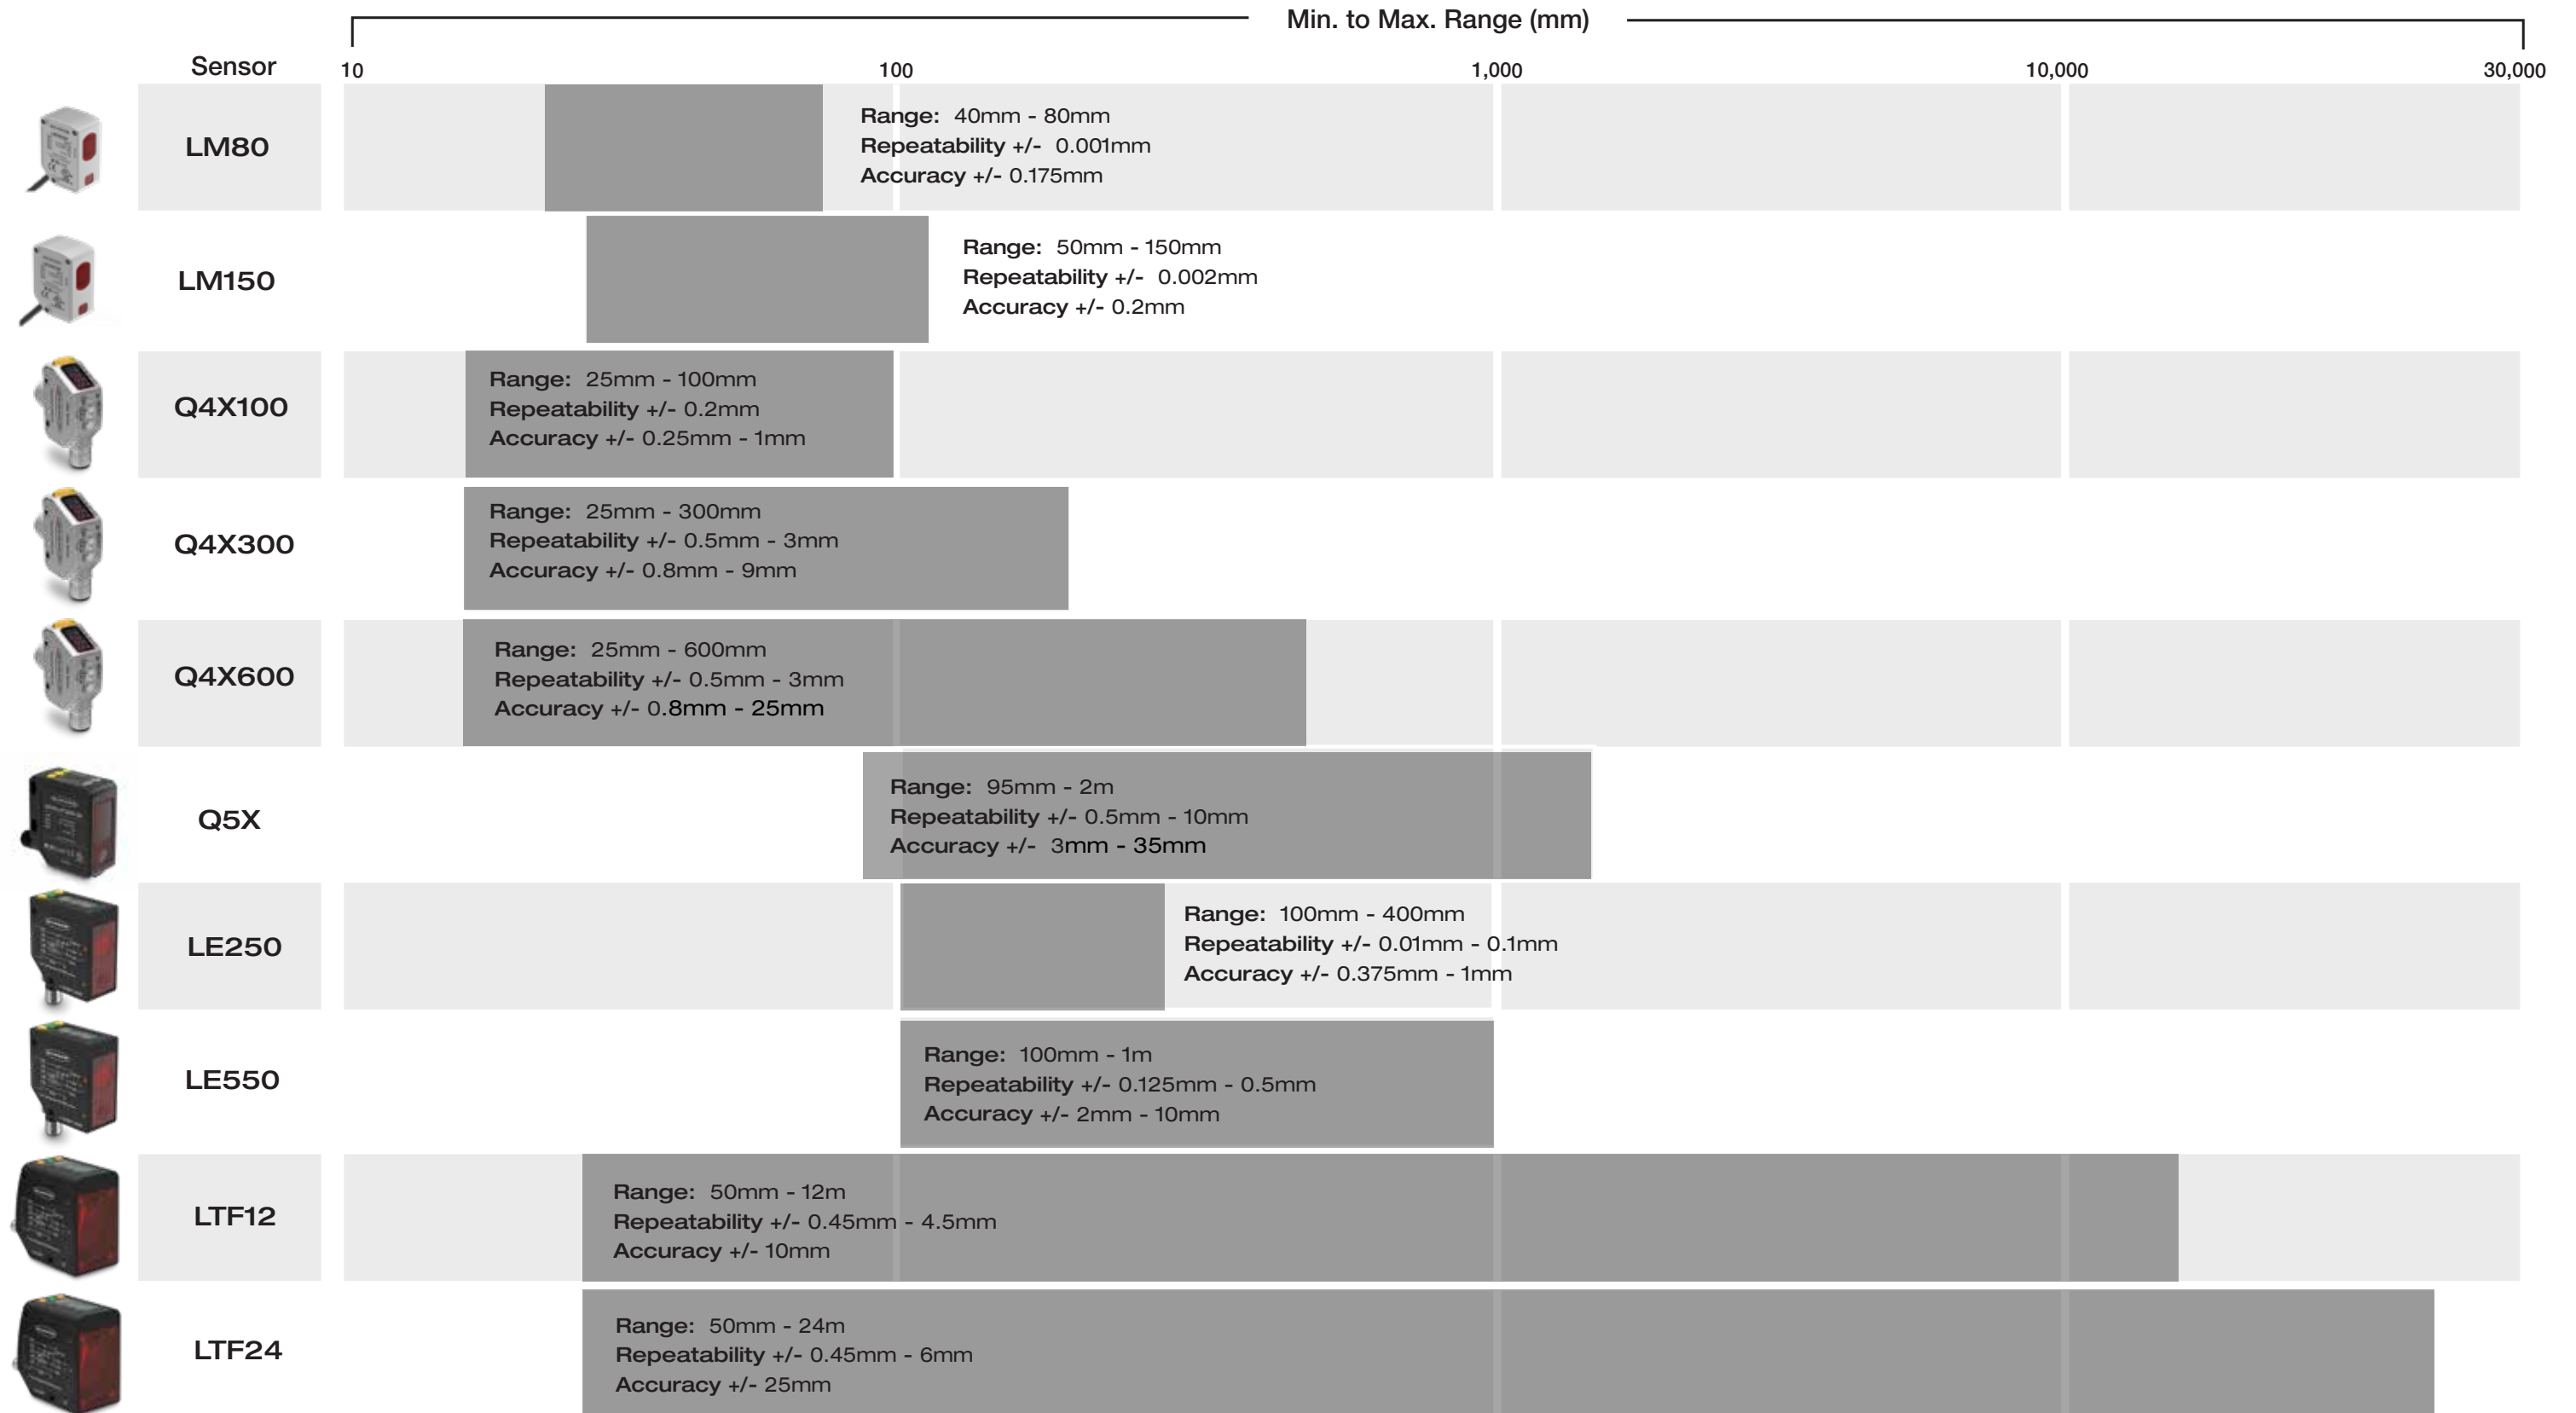 Min. to Max. Range (mm)
Sensor 10 100 1,000 10,000 30,000
LM80
Range: 40mm - 80mm
Repeatability +/- 0.001mm
Accuracy +/- 0.175mm
LM150
Range: 50mm - 150mm
Repeatability +/- 0.002mm
Accuracy +/- 0.2mm
Q4X100
Range: 25mm - 100mm
Repeatability +/- 0.2mm
Accuracy +/- 0.25mm - 1mm
Q4X300
Range: 25mm - 300mm
Repeatability +/- 0.5mm - 3mm
Accuracy +/- 0.8mm - 9mm
Q4X600
Range: 25mm - 600mm
Repeatability +/- 0.5mm - 3mm
Accuracy +/- 0.8mm - 25mm
Q5X
Range: 95mm - 2m
Repeatability +/- 0.5mm - 10mm
Accuracy +/- 3mm - 35mm
LE250
Range: 100mm - 400mm
Repeatability +/- 0.01mm - 0.1mm
Accuracy +/- 0.375mm - 1mm
LE550
Range: 100mm - 1m
Repeatability +/- 0.125mm - 0.5mm
Accuracy +/- 2mm - 10mm
LTF12
Range: 50mm - 12m
Repeatability +/- 0.45mm - 4.5mm
Accuracy +/- 10mm
LTF24
Range: 50mm - 24m
Repeatability +/- 0.45mm - 6mm
Accuracy +/- 25mm